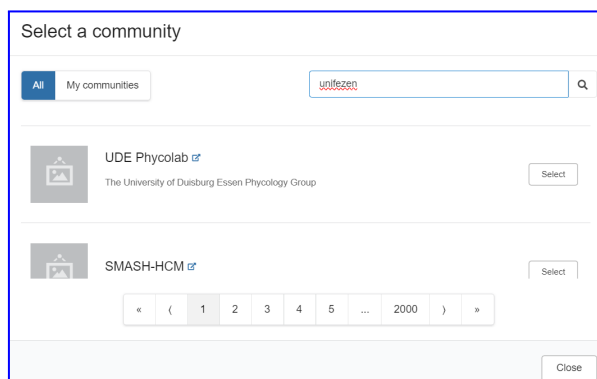 Select a community
All My communities unifezen
UDE Phycolab
The University of Duisburg Essen Phycology Group
Select
SMASH-HCM
Select
« ( 1 2 3 4 5 ... 2000 ) »
Close